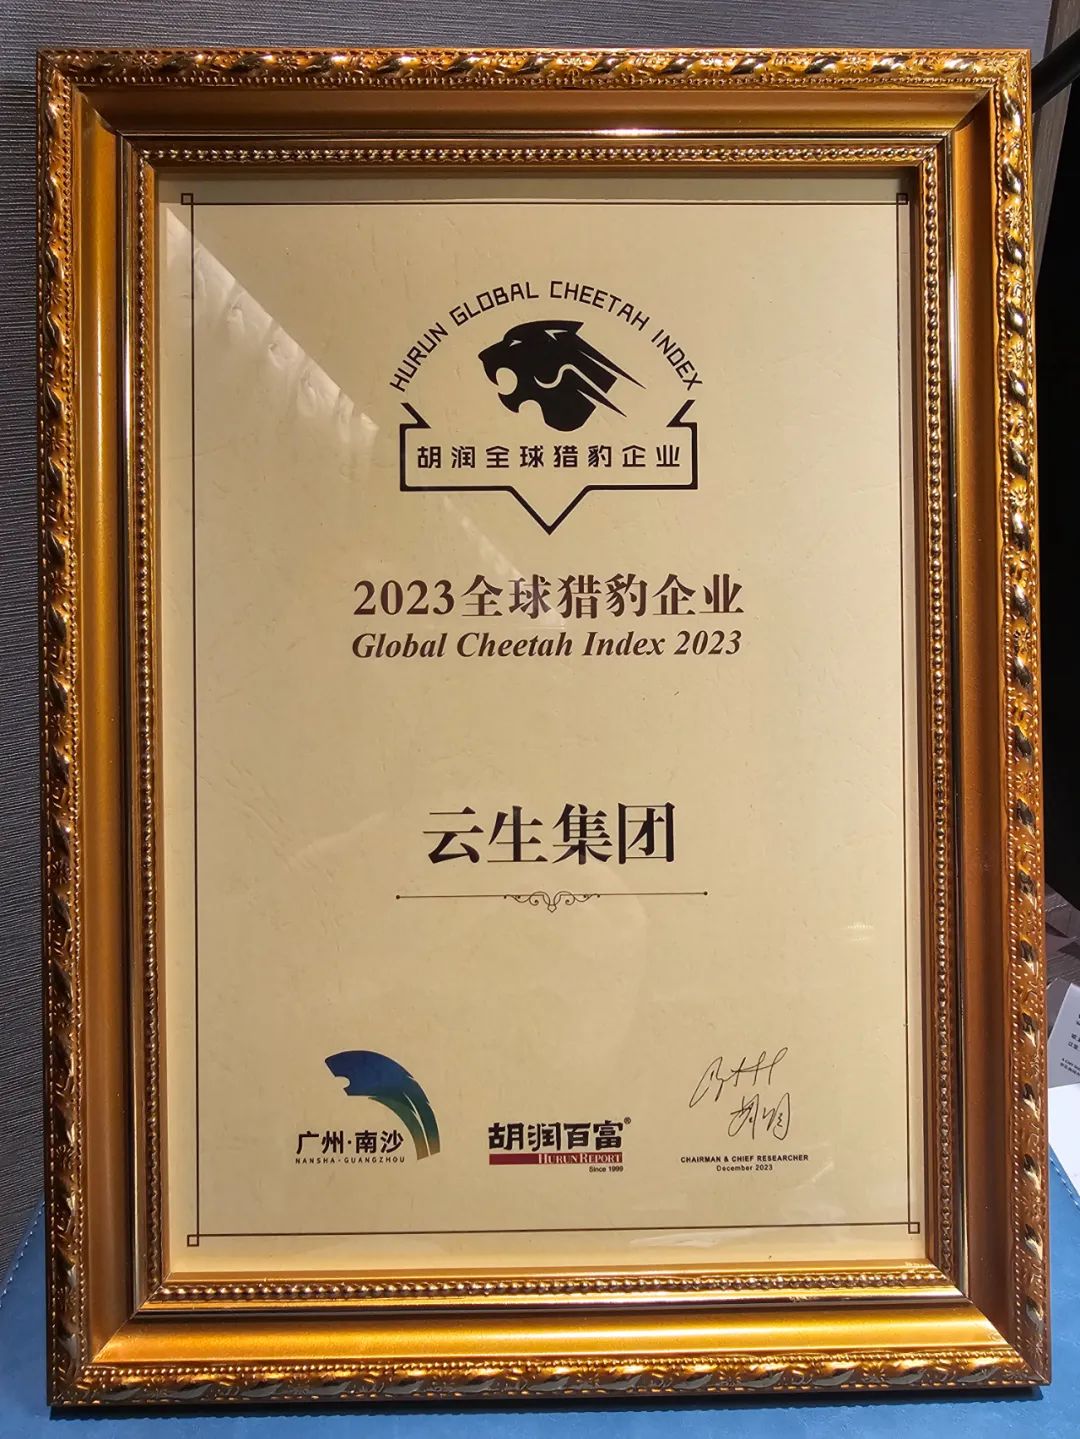 HURUN GLOBAL CHEETAH INDEX
胡润全球猎豹企业
2023全球猎豹企业
Global Cheetah Index 2023
云生集团
广州·南沙
NANSHA·GUANGZHOU
胡润百富®
HURUN REPORT
Since 1999
胡润
CHAIRMAN & CHIEF RESEARCHER
December 2023